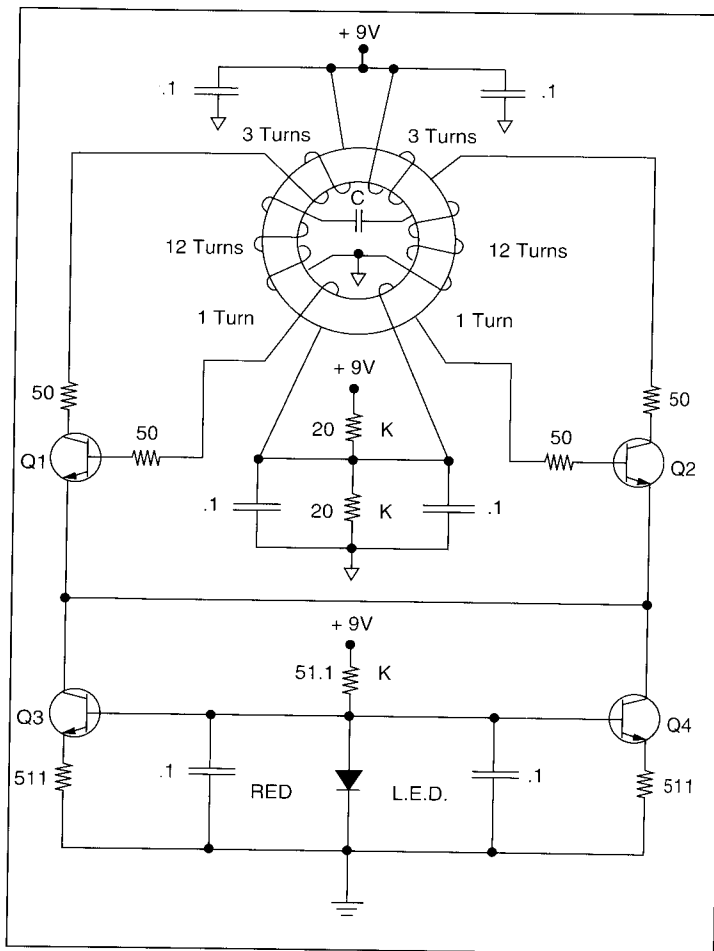 + 9V
.1
.1
3 Turns
3 Turns
C
12 Turns
12 Turns
1 Turn
1 Turn
+ 9V
50
50
20 K
50
50
Q1
Q2
.1
20 K
.1
+ 9V
51.1 K
Q3
Q4
.1
.1
511
RED
L.E.D.
511